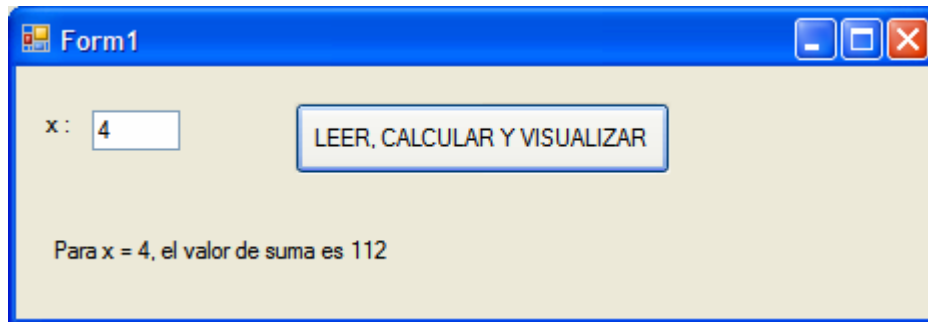 Form1
x : 4
LEER, CALCULAR Y VISUALIZAR
Para x = 4, el valor de suma es 112